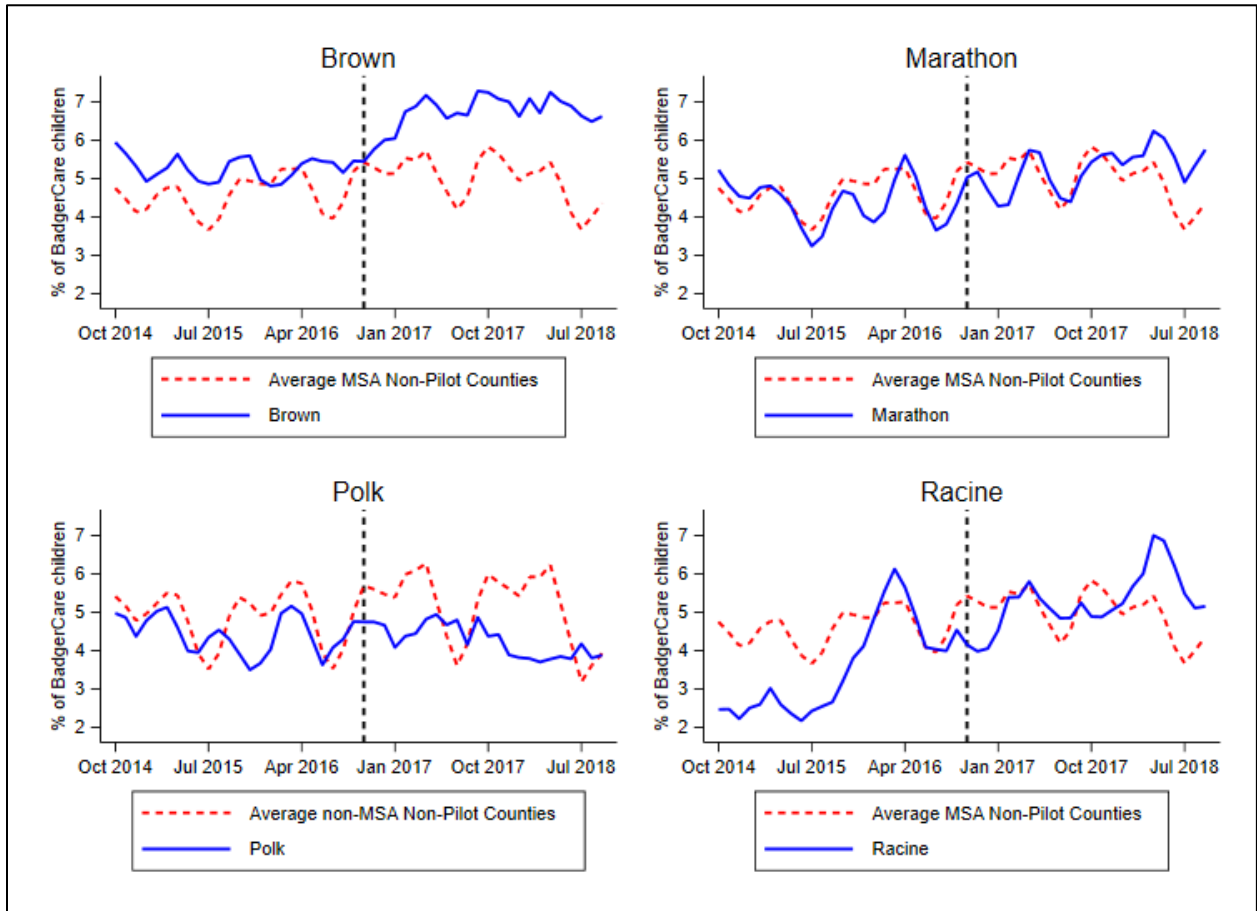 Brown
% of BadgerCare children
7
6
5
4
3
2
Oct 2014 Jul 2015 Apr 2016 Jan 2017 Oct 2017 Jul 2018
Average MSA Non-Pilot Counties
Brown
Marathon
% of BadgerCare children
7
6
5
4
3
2
Oct 2014 Jul 2015 Apr 2016 Jan 2017 Oct 2017 Jul 2018
Average MSA Non-Pilot Counties
Marathon
Polk
% of BadgerCare children
7
6
5
4
3
2
Oct 2014 Jul 2015 Apr 2016 Jan 2017 Oct 2017 Jul 2018
Average non-MSA Non-Pilot Counties
Polk
Racine
% of BadgerCare children
7
6
5
4
3
2
Oct 2014 Jul 2015 Apr 2016 Jan 2017 Oct 2017 Jul 2018
Average MSA Non-Pilot Counties
Racine